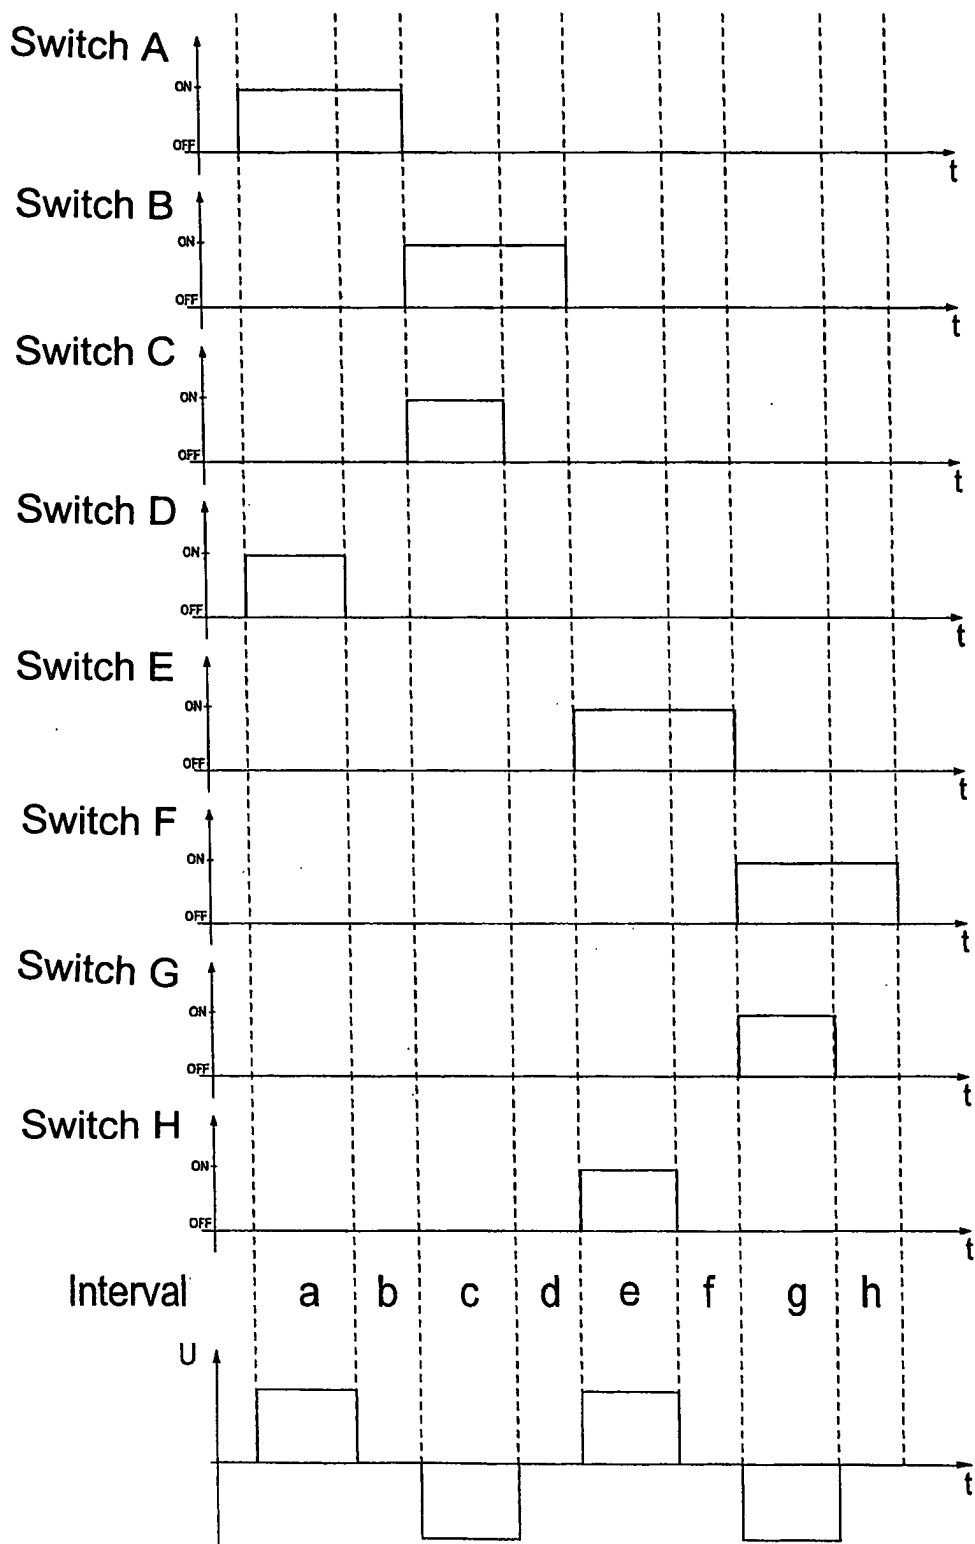 Switch A
ON
OFF
t
Switch B
ON
OFF
t
Switch C
ON
OFF
t
Switch D
ON
OFF
t
Switch E
ON
OFF
t
Switch F
ON
OFF
t
Switch G
ON
OFF
t
Switch H
ON
OFF
t
Interval a b c d e f g h
U
t